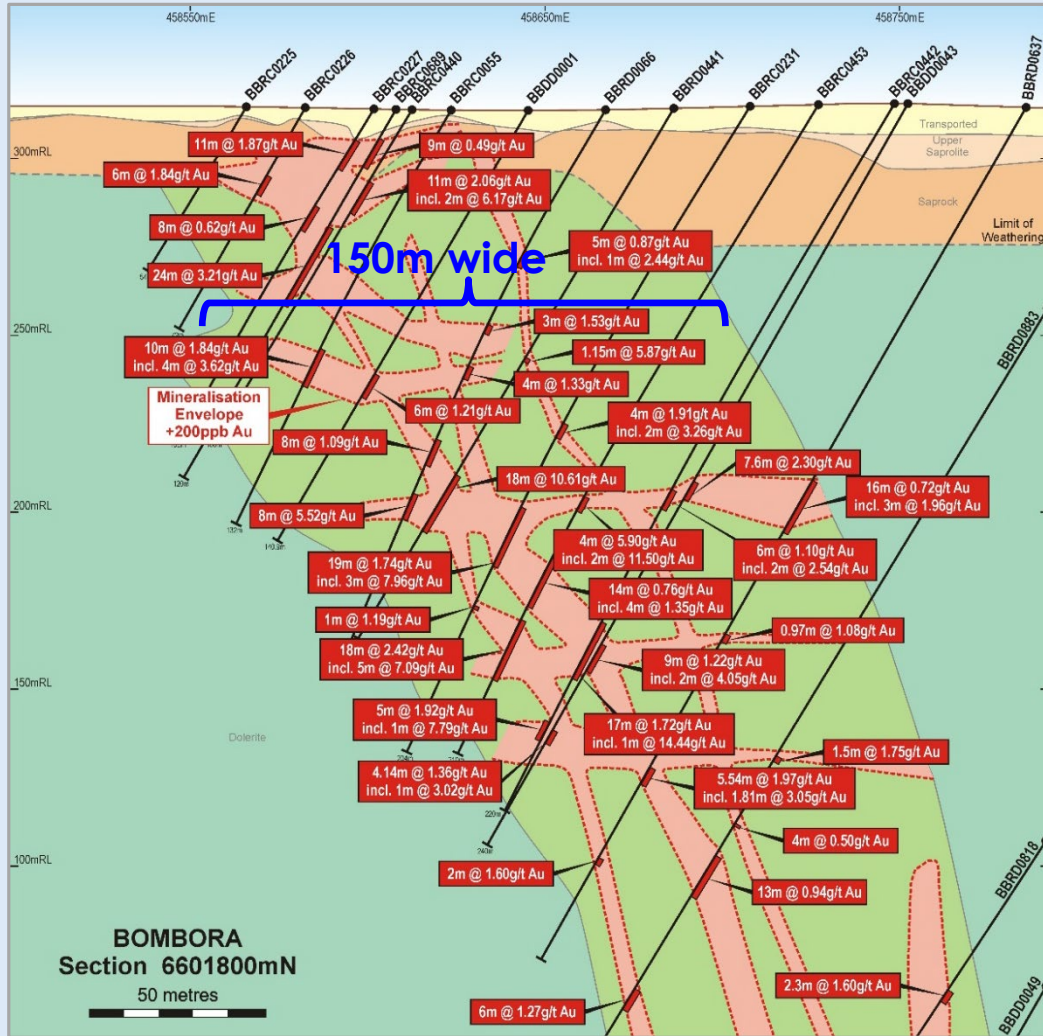 458550mE
458650mE
458750mE
BBRC0225
BBRC0226
BBRC0227
BBRC0689
BBRC0440
BBRC0055
BBDD0001
BBRD0066
BBRD0441
BBRC0231
BBRC0453
BBRC0442
BBDD0043
BBRD0637
Transported
Upper
Saprolite
Saprock
Limit of
Weathering
300mRL
11m @ 1.87g/t Au
9m @ 0.49g/t Au
6m @ 1.84g/t Au
11m @ 2.06g/t Au
incl. 2m @ 6.17g/t Au
8m @ 0.62g/t Au
5m @ 0.87g/t Au
incl. 1m @ 2.44g/t Au
24m @ 3.21g/t Au
150m wide
BBRD0883
250mRL
3m @ 1.53g/t Au
10m @ 1.84g/t Au
incl. 4m @ 3.62g/t Au
1.15m @ 5.87g/t Au
4m @ 1.33g/t Au
Mineralisation
Envelope
+200ppb Au
6m @ 1.21g/t Au
4m @ 1.91g/t Au
incl. 2m @ 3.26g/t Au
8m @ 1.09g/t Au
7.6m @ 2.30g/t Au
129m
18m @ 10.61g/t Au
16m @ 0.72g/t Au
incl. 3m @ 1.96g/t Au
200mRL
8m @ 5.52g/t Au
132m
4m @ 5.90g/t Au
incl. 2m @ 11.50g/t Au
6m @ 1.10g/t Au
incl. 2m @ 2.54g/t Au
19m @ 1.74g/t Au
incl. 3m @ 7.96g/t Au
14m @ 0.76g/t Au
incl. 4m @ 1.35g/t Au
1m @ 1.19g/t Au
0.97m @ 1.08g/t Au
18m @ 2.42g/t Au
incl. 5m @ 7.09g/t Au
9m @ 1.22g/t Au
incl. 2m @ 4.05g/t Au
150mRL
5m @ 1.92g/t Au
incl. 1m @ 7.79g/t Au
17m @ 1.72g/t Au
incl. 1m @ 14.44g/t Au
Dolerite
1.5m @ 1.75g/t Au
4.14m @ 1.36g/t Au
incl. 1m @ 3.02g/t Au
5.54m @ 1.97g/t Au
incl. 1.81m @ 3.05g/t Au
220m
240m
4m @ 0.50g/t Au
100mRL
2m @ 1.60g/t Au
13m @ 0.94g/t Au
BBRD0818
BOMBORA
Section 6601800mN
50 metres
2.3m @ 1.60g/t Au
6m @ 1.27g/t Au
BBDD0049